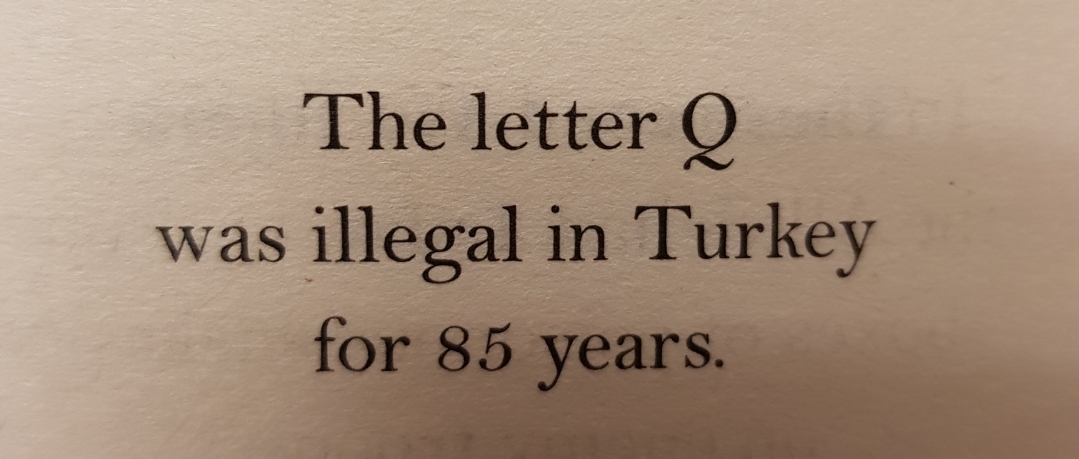 The letter Q
was illegal in Turkey
for 85 years.